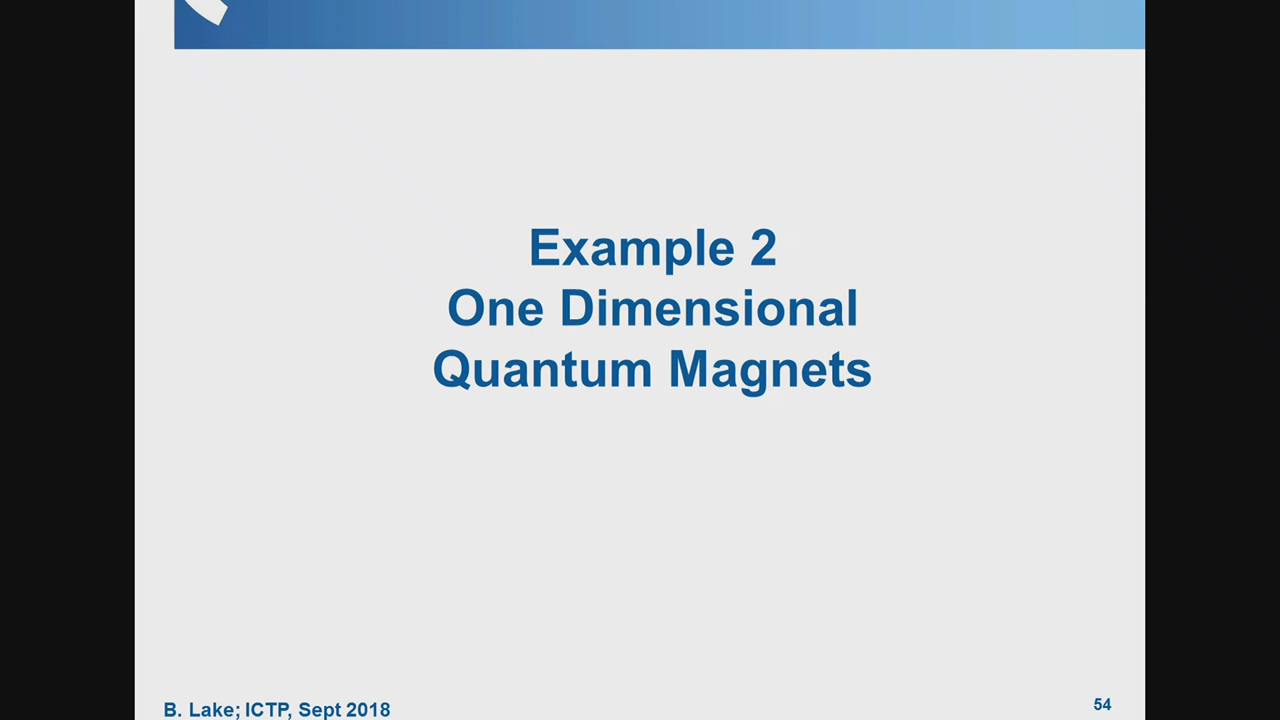 Example 2
One Dimensional
Quantum Magnets
B. Lake; ICTP, Sept 2018
54